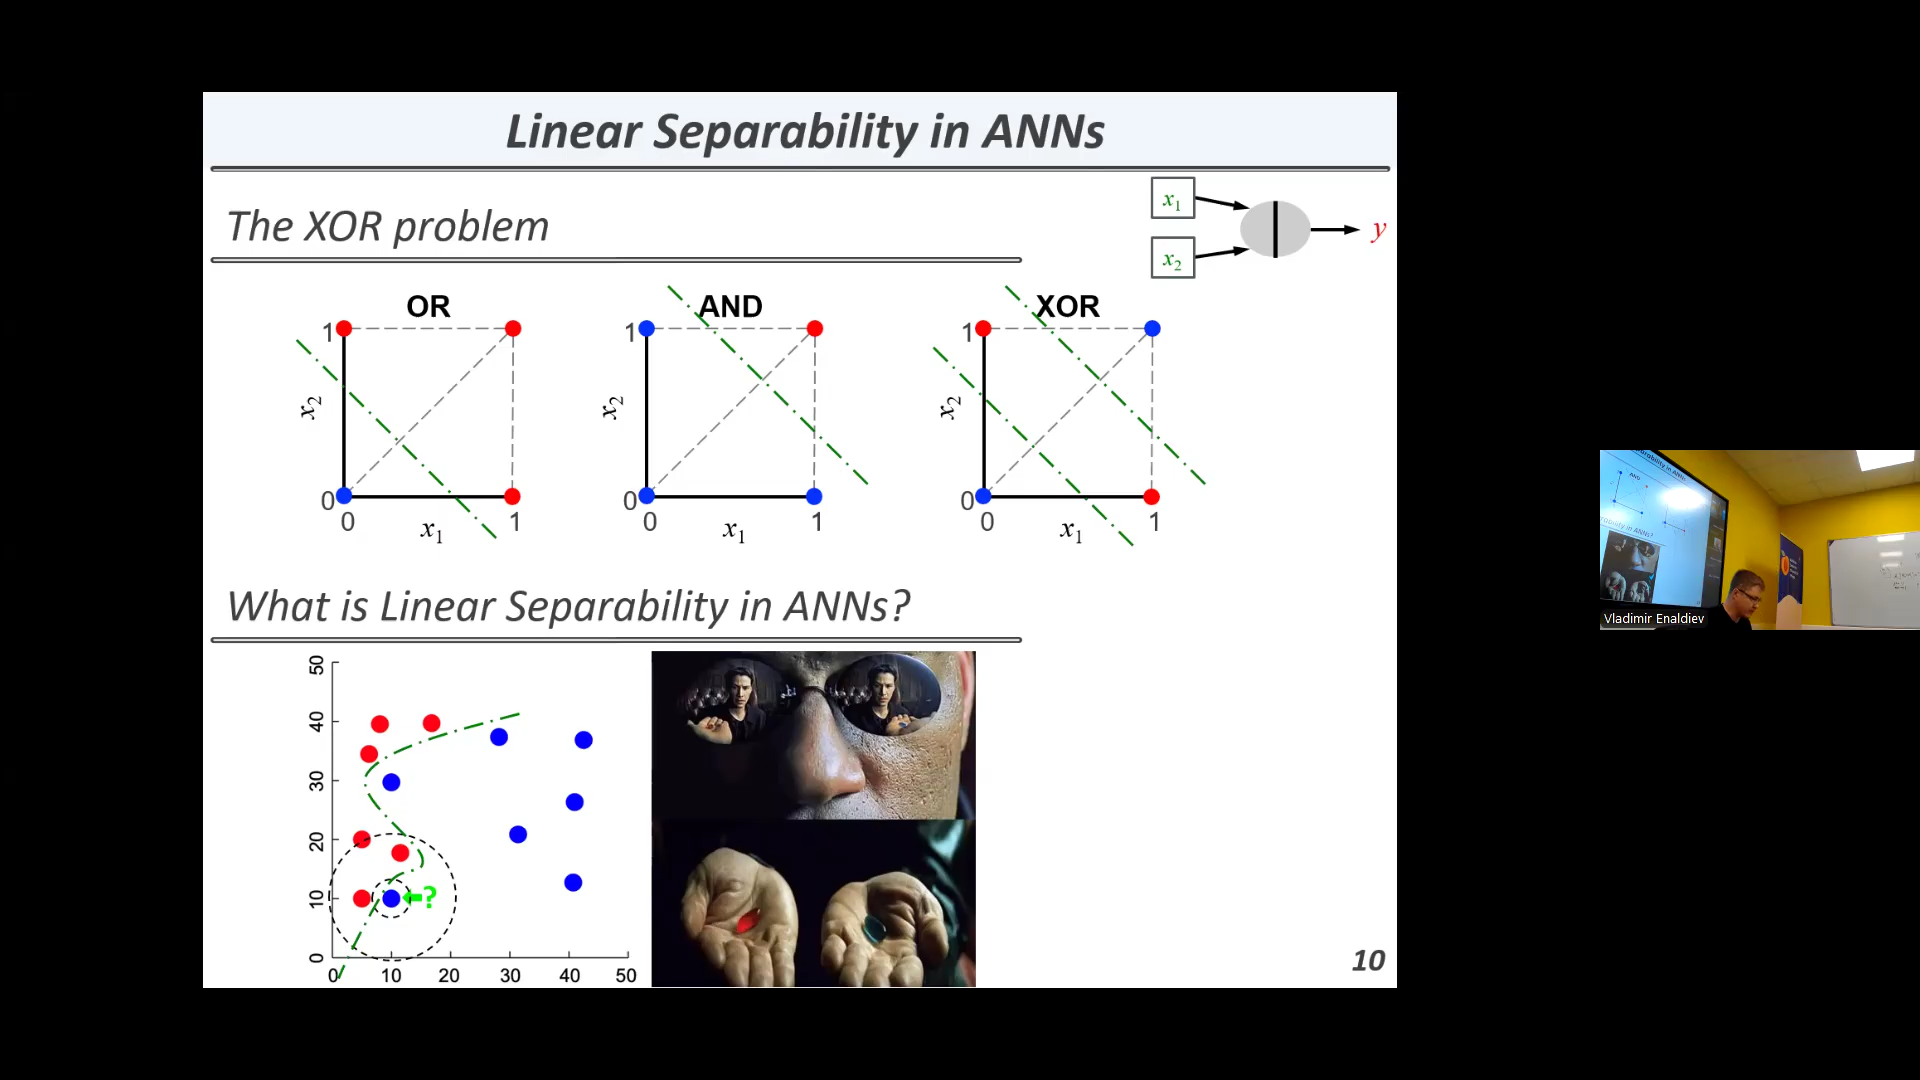 Linear Separability in ANNs
The XOR problem
x1
x2
y
OR
AND
XOR
1
1
1
x2
x2
x2
0
0
0
0
1
0
1
0
1
x1
x1
x1
What is Linear Separability in ANNs?
50
40
30
20
10
0
?
0
10
20
30
40
50
10
Vladimir Enaldiev